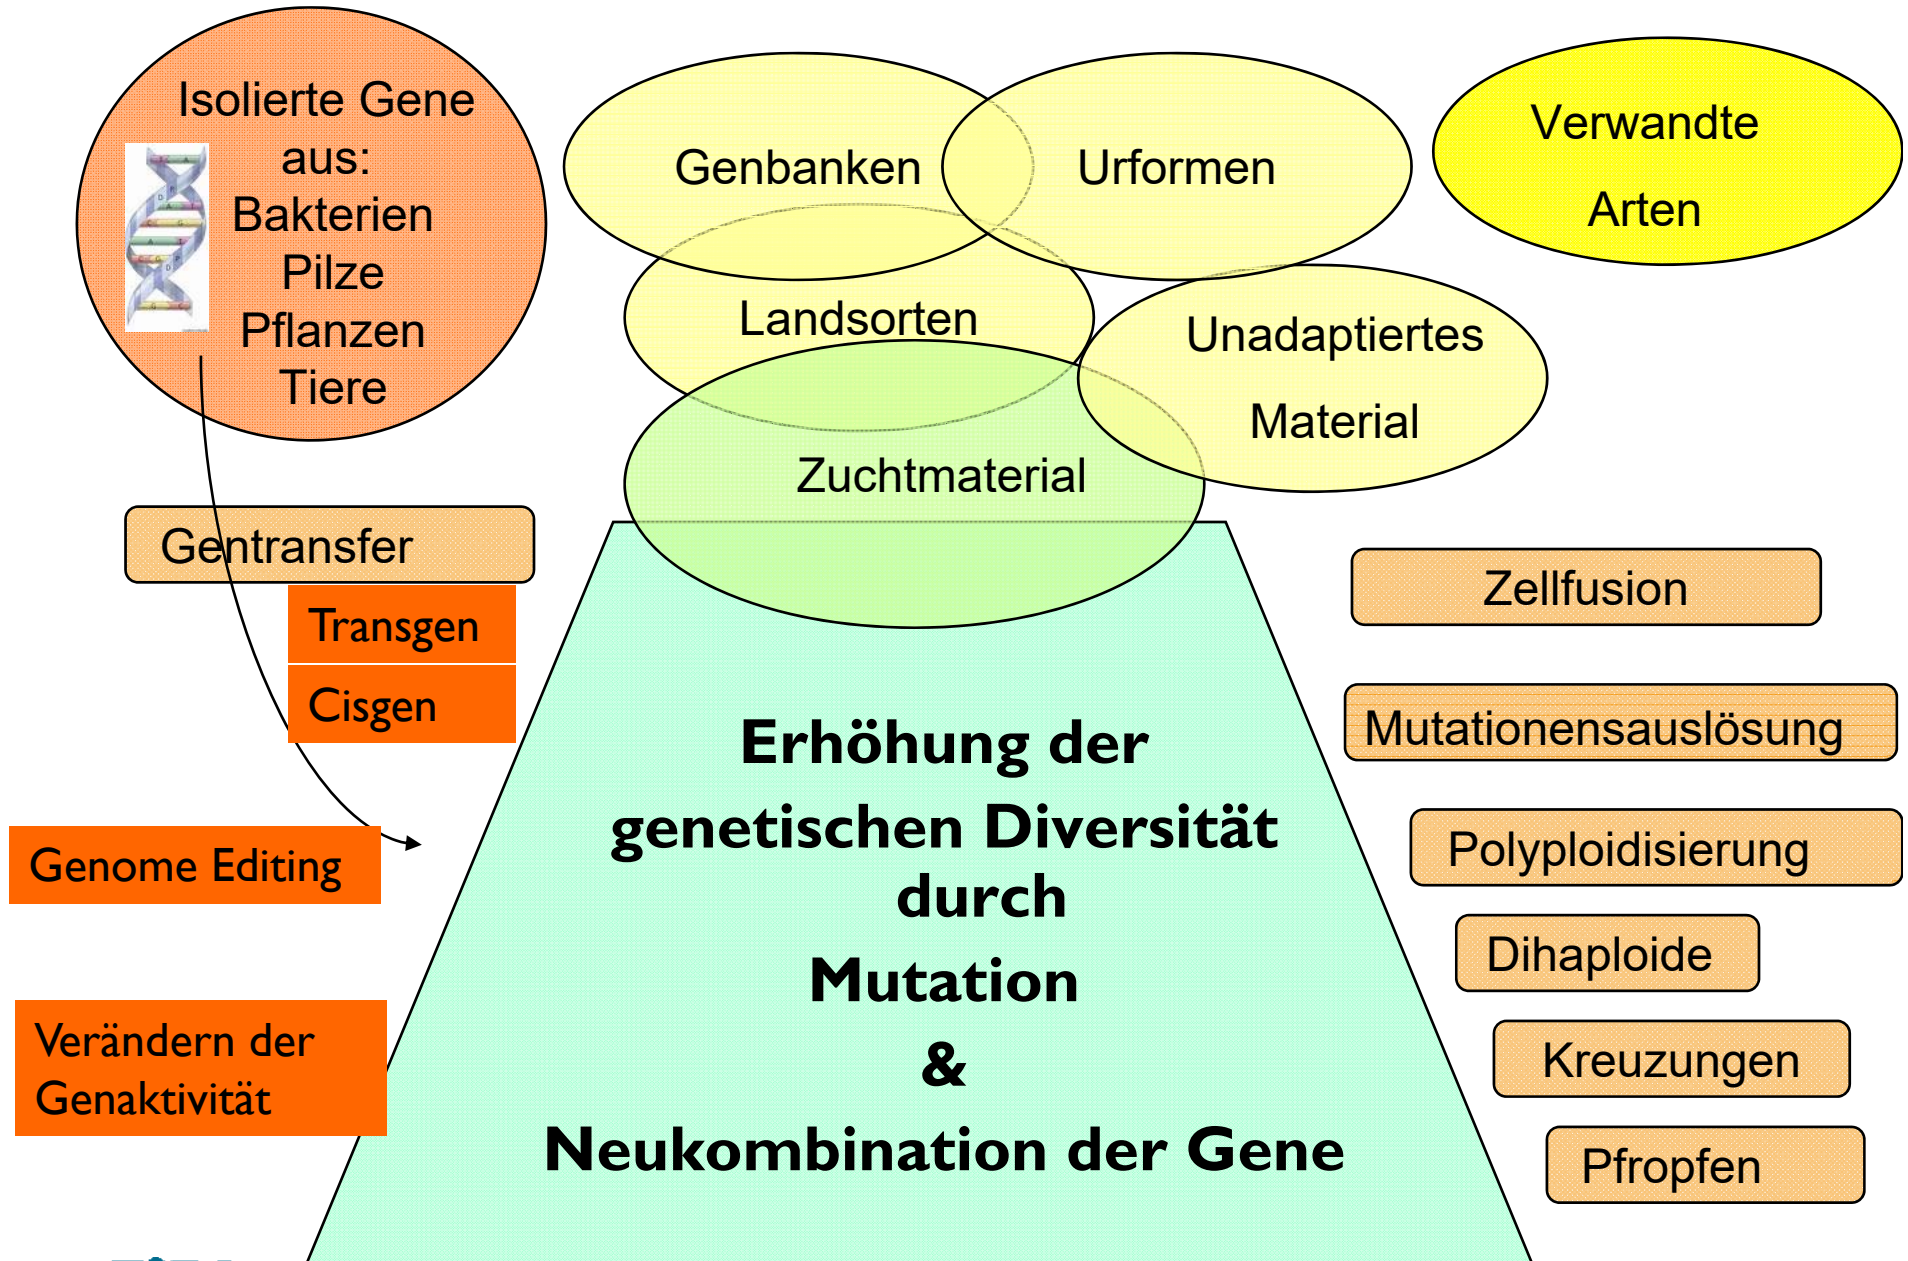 Isolierte Gene
aus:
Bakterien
Pilze
Pflanzen
Tiere
Genbanken
Urformen
Verwandte
Arten
Landsorten
Unadaptiertes
Material
Zuchtmaterial
Gentransfer
Transgen
Cisgen
Genome Editing
Verändern der
Genaktivität
Erhöhung der
genetischen Diversität
durch
Mutation
&
Neukombination der Gene
Zellfusion
Mutationensauslösung
Polyploidisierung
Dihaploide
Kreuzungen
Pfropfen